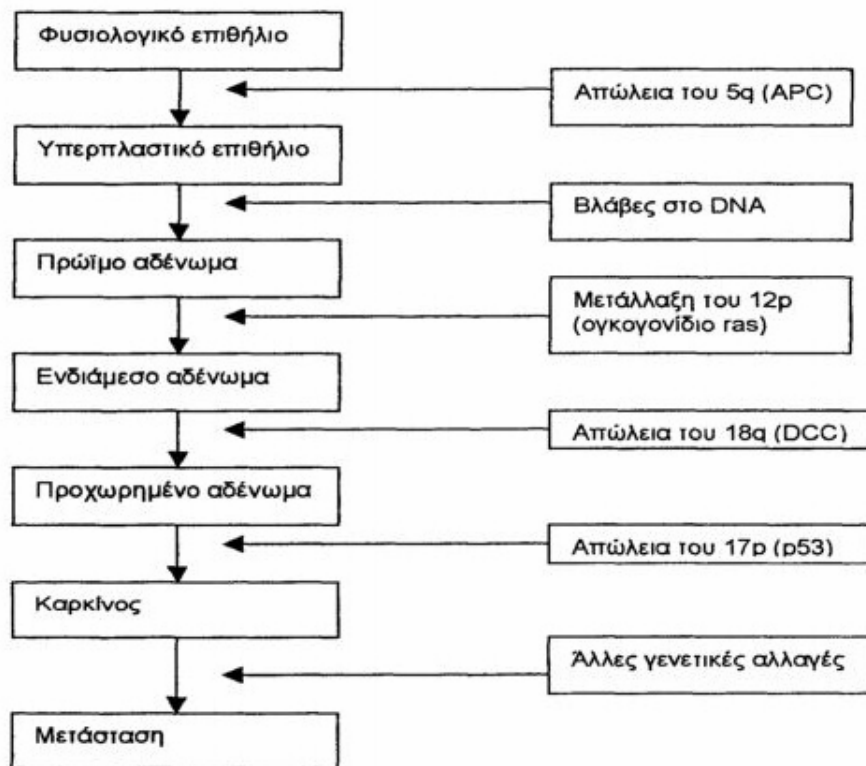 Φυσιολογικό επιθήλιο
Απώλεια του 5q (APC)
Υπερπλαστικό επιθήλιο
Βλάβες στο DNA
Πρώϊμο αδένωμα
Μετάλλαξη του 12p
(ογκογονίδιο ras)
Ενδιάμεσο αδένωμα
Απώλεια του 18q (DCC)
Προχωρημένο αδένωμα
Απώλεια του 17p (p53)
Καρκίνος
Άλλες γενετικές αλλαγές
Μετάσταση